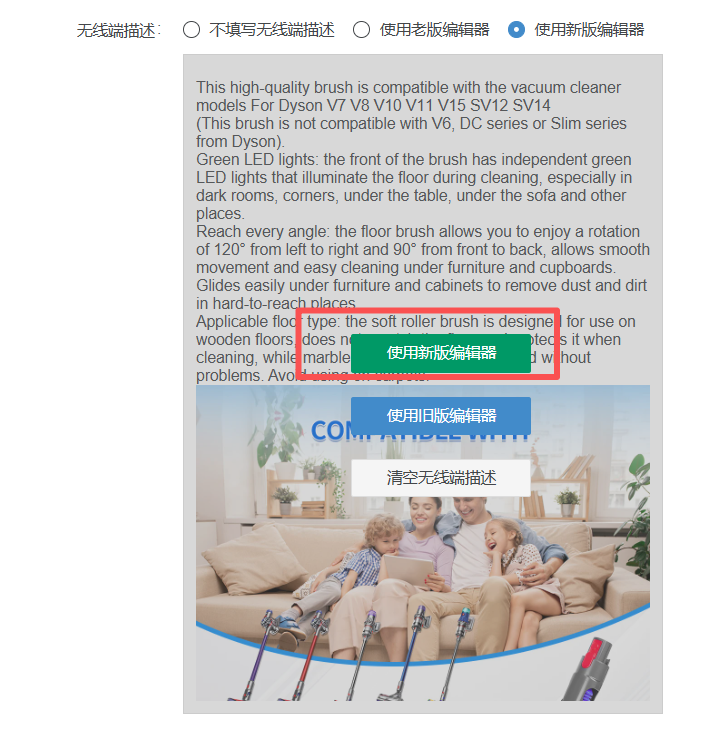 无线端描述:
不填写无线端描述
使用老版编辑器
使用新版编辑器
This high-quality brush is compatible with the vacuum cleaner
models For Dyson V7 V8 V10 V11 V15 SV12 SV14
(This brush is not compatible with V6, DC series or Slim series
from Dyson).
Green LED lights: the front of the brush has independent green
LED lights that illuminate the floor during cleaning, especially in
dark rooms, corners, under the table, under the sofa and other
places.
Reach every angle: the floor brush allows you to enjoy a rotation
of 120° from left to right and 90° from front to back, allows smooth
movement and easy cleaning under furniture and cupboards.
Glides easily under furniture and cabinets to remove dust and dirt
in hard-to-reach places.
Applicable floor type: the soft roller brush is designed for use on
wooden floors, does it when
使用新版编辑器
cleaning, while marble without
problems. Avoid using on carpets.
使用旧版编辑器
COMPATIBLE WITH
清空无线端描述